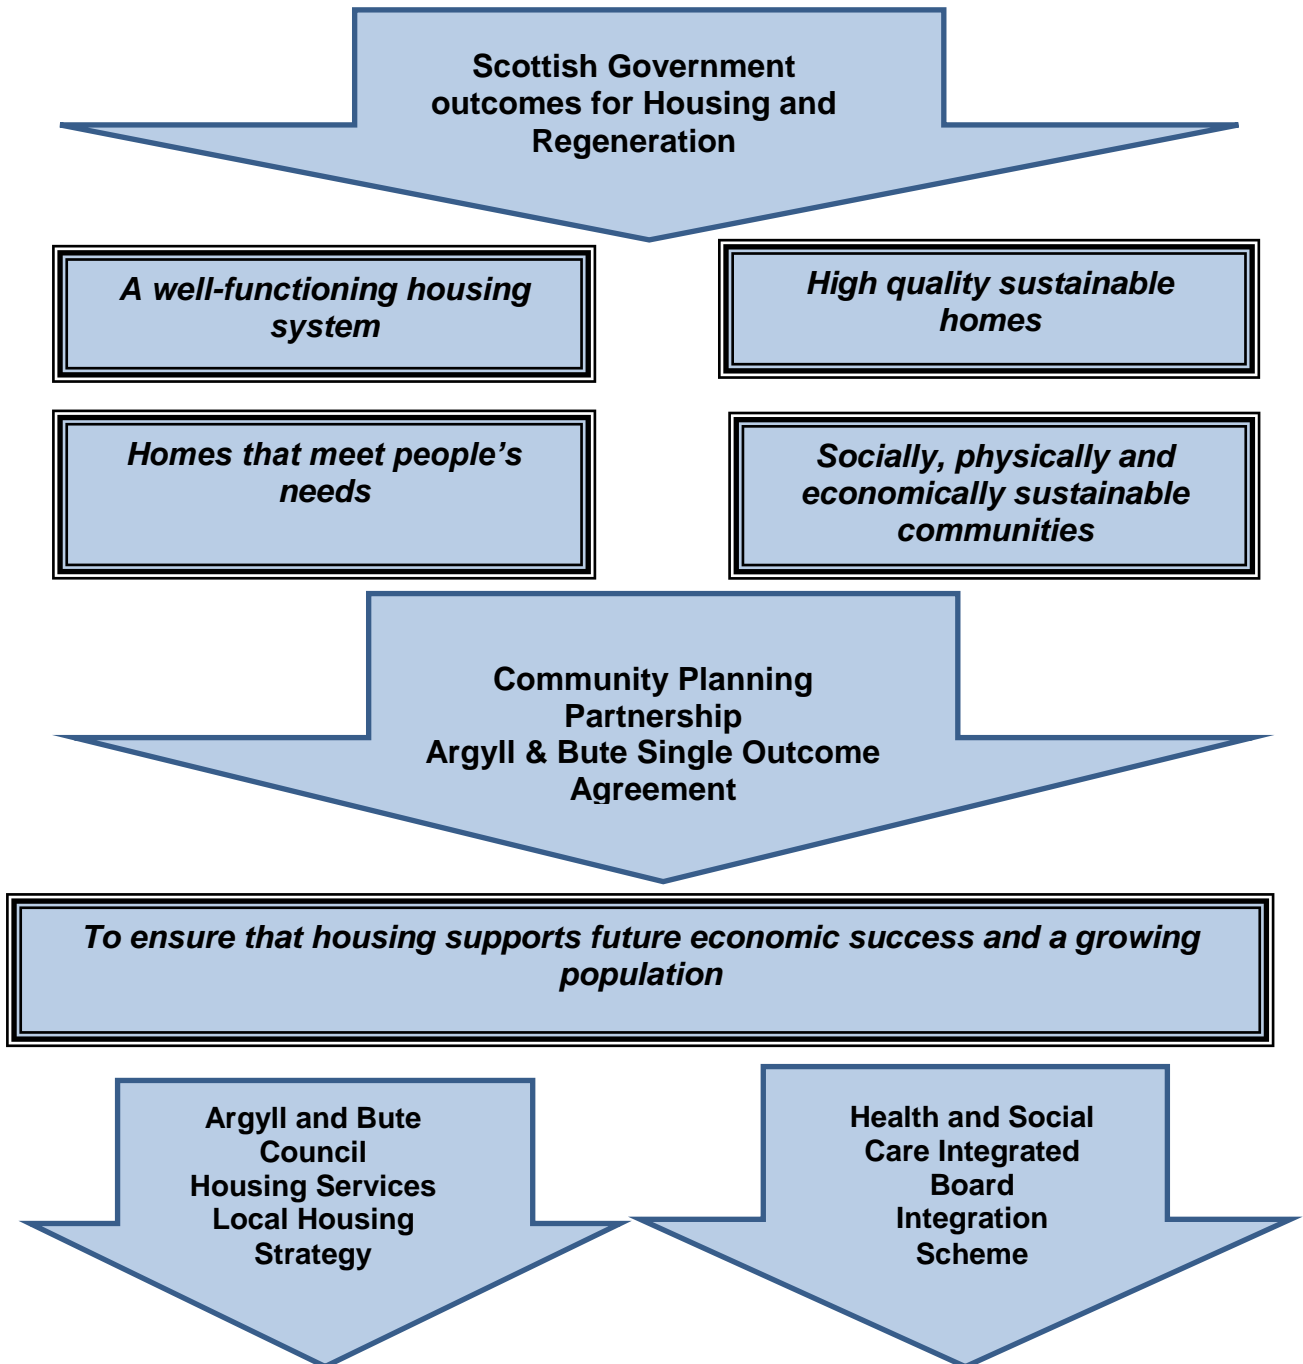 Scottish Government
outcomes for Housing and
Regeneration
A well-functioning housing
system
High quality sustainable
homes
Homes that meet people’s
needs
Socially, physically and
economically sustainable
communities
Community Planning
Partnership
Argyll & Bute Single Outcome
Agreement
To ensure that housing supports future economic success and a growing
population
Argyll and Bute
Council
Housing Services
Local Housing
Strategy
Health and Social
Care Integrated
Board
Integration
Scheme